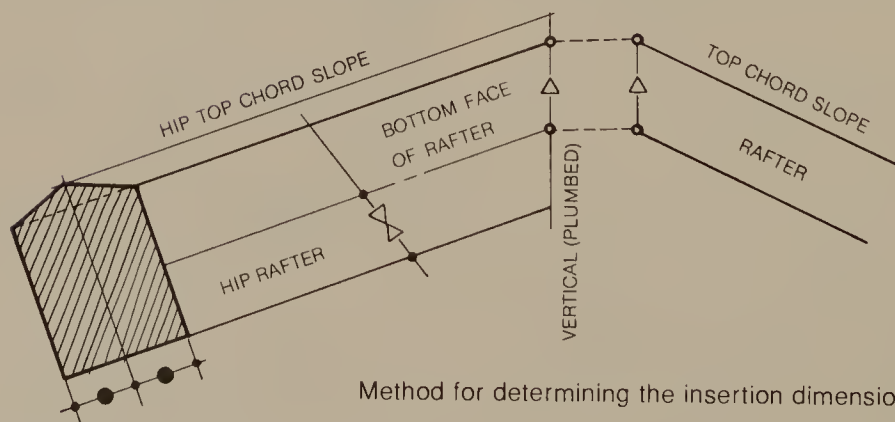 HIP TOP CHORD SLOPE
BOTTOM FACE
OF RAFTER
HIP RAFTER
VERTICAL (PLUMBED)
TOP CHORD SLOPE
RAFTER
Method for determining the insertion dimensio